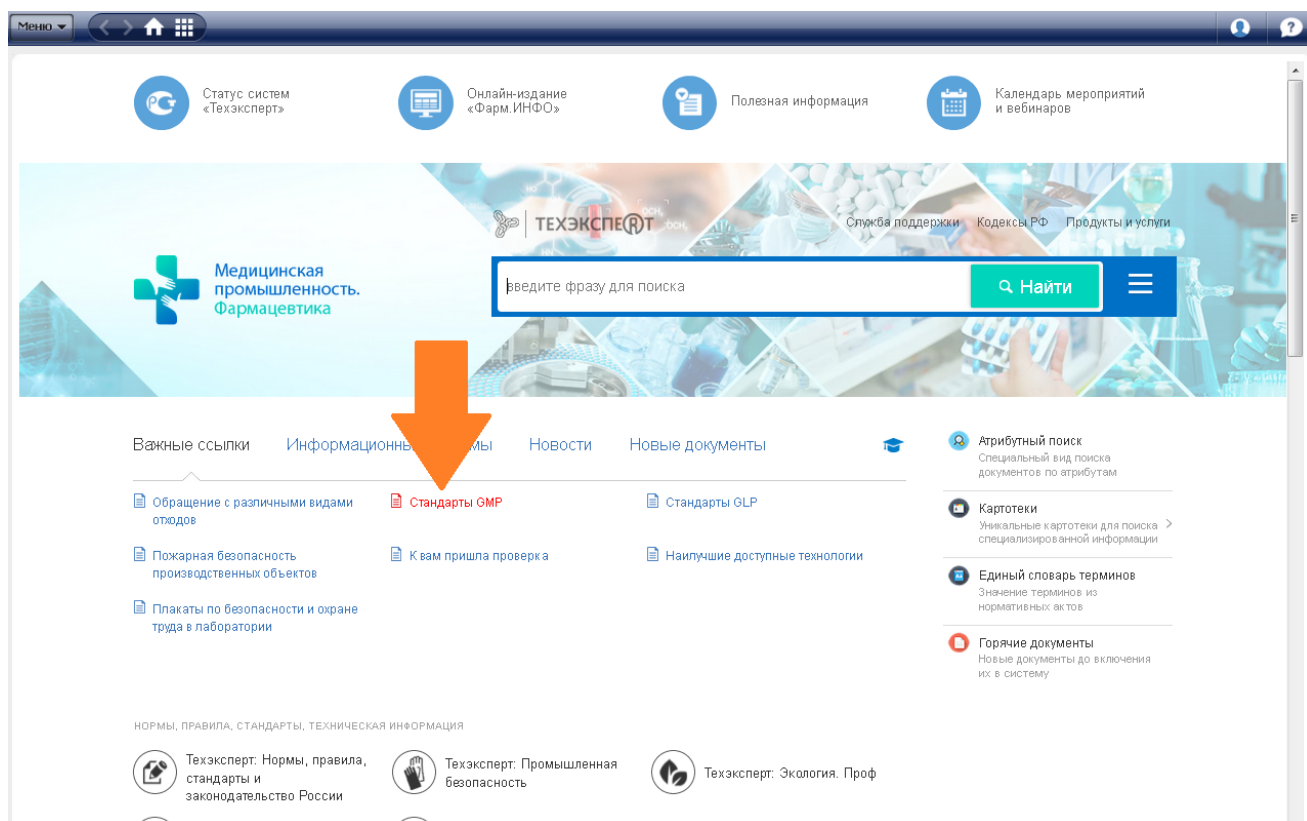 Меню
Статус систем
«Техэксперт»
Онлайн-издание
«Фарм.ИНФО»
Полезная информация
Календарь мероприятий
и вебинаров
ТЕХЭКСПЕРТ
Служба поддержки Кодексы РФ Продукты и услуги
Медицинская
промышленность.
Фармацевтика
введите фразу для поиска
Найти
Важные ссылки
Новости
Новые документы
Обращение с различными видами
отходов
Стандарты GMP
Стандарты GLP
Пожарная безопасность
производственных объектов
К вам пришла проверка
Наилучшие доступные технологии
Плакаты по безопасности и охране
труда в лаборатории
Атрибутный поиск
Специальный вид поиска
документов по атрибутам
Картотеки
Уникальные картотеки для поиска
специализированной информации
Единый словарь терминов
Значение терминов из
нормативных актов
Горячие документы
Новые документы до включения
их в систему
НОРМЫ, ПРАВИЛА, СТАНДАРТЫ, ТЕХНИЧЕСКАЯ ИНФОРМАЦИЯ
Техэксперт: Нормы, правила,
стандарты и
законодательство России
Техэксперт: Промышленная
безопасность
Техэксперт: Экология. Проф